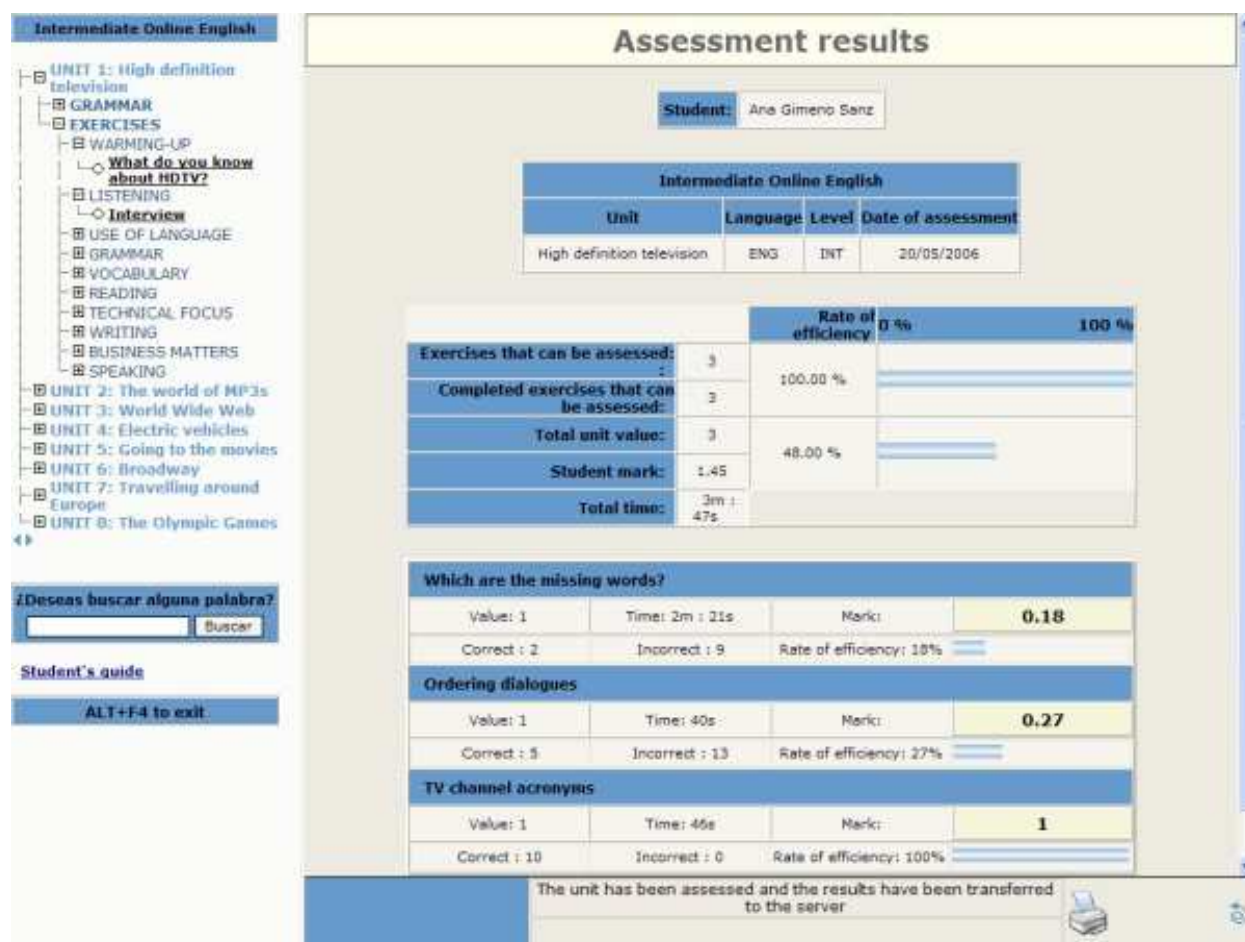 Intermediate Online English
UNIT 1: High definition
television
GRAMMAR
EXERCISES
WARMING-UP
What do you know
about HDTV?
LISTENING
Interview
USE OF LANGUAGE
GRAMMAR
VOCABULARY
READING
TECHNICAL FOCUS
WRITING
BUSINESS MATTERS
SPEAKING
UNIT 2: The world of MP3s
UNIT 3: World Wide Web
UNIT 4: Electric vehicles
UNIT 5: Going to the movies
UNIT 6: Broadway
UNIT 7: Travelling around
Europe
UNIT 8: The Olympic Games
¿Deseas buscar alguna palabra?
Buscar
Student's guide
ALT+F4 to exit
Assessment results
Student: Ana Gimeno Sanz
Intermediate Online English
Unit Language Level Date of assessment
High definition television ENG INT 20/05/2006
Rate of
efficiency 0 % 100 %
Exercises that can be assessed:
: 3
100.00 %
Completed exercises that can
be assessed: 3
Total unit value: 3
48.00 %
Student mark: 1.45
Total time: 3m :
47s
Which are the missing words?
Value: 1 Time: 2m : 21s Mark: 0.18
Correct : 2 Incorrect : 9 Rate of efficiency: 18%
Ordering dialogues
Value: 1 Time: 40s Mark: 0.27
Correct : 5 Incorrect : 13 Rate of efficiency: 27%
TV channel acronyms
Value: 1 Time: 46s Mark: 1
Correct : 10 Incorrect : 0 Rate of efficiency: 100%
The unit has been assessed and the results have been transferred
to the server